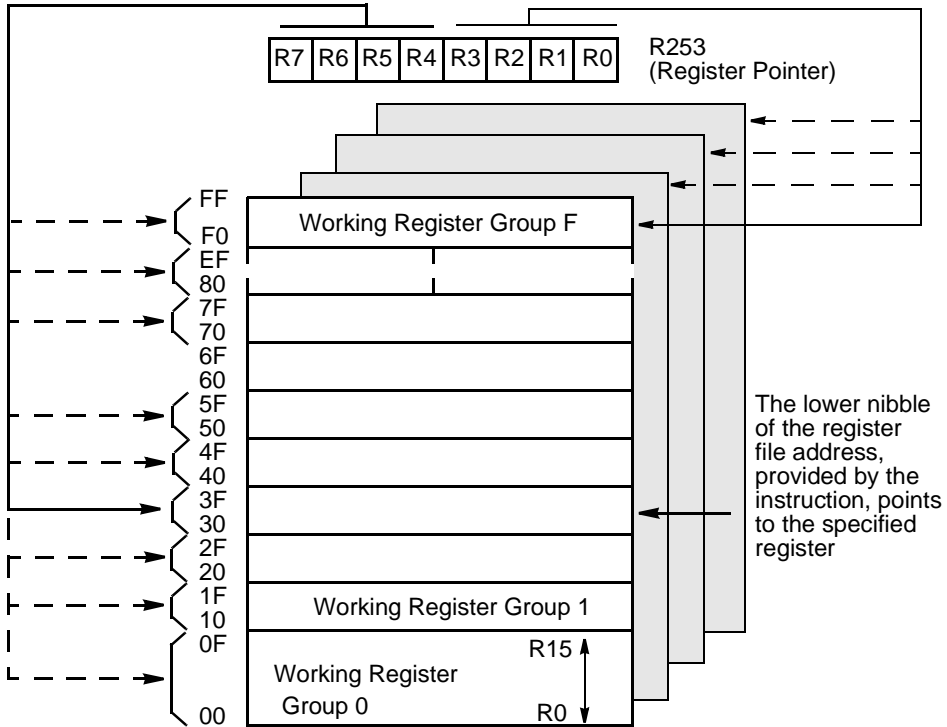 R7 R6 R5 R4 R3 R2 R1 R0
R253
(Register Pointer)
FF
Working Register Group F
F0
EF
80
7F
70
6F
60
5F
50
4F
40
3F
30
2F
20
1F
Working Register Group 1
10
0F
R15
Working Register
Group 0
R0
00
The lower nibble
of the register
file address,
provided by the
instruction, points
to the specified
register